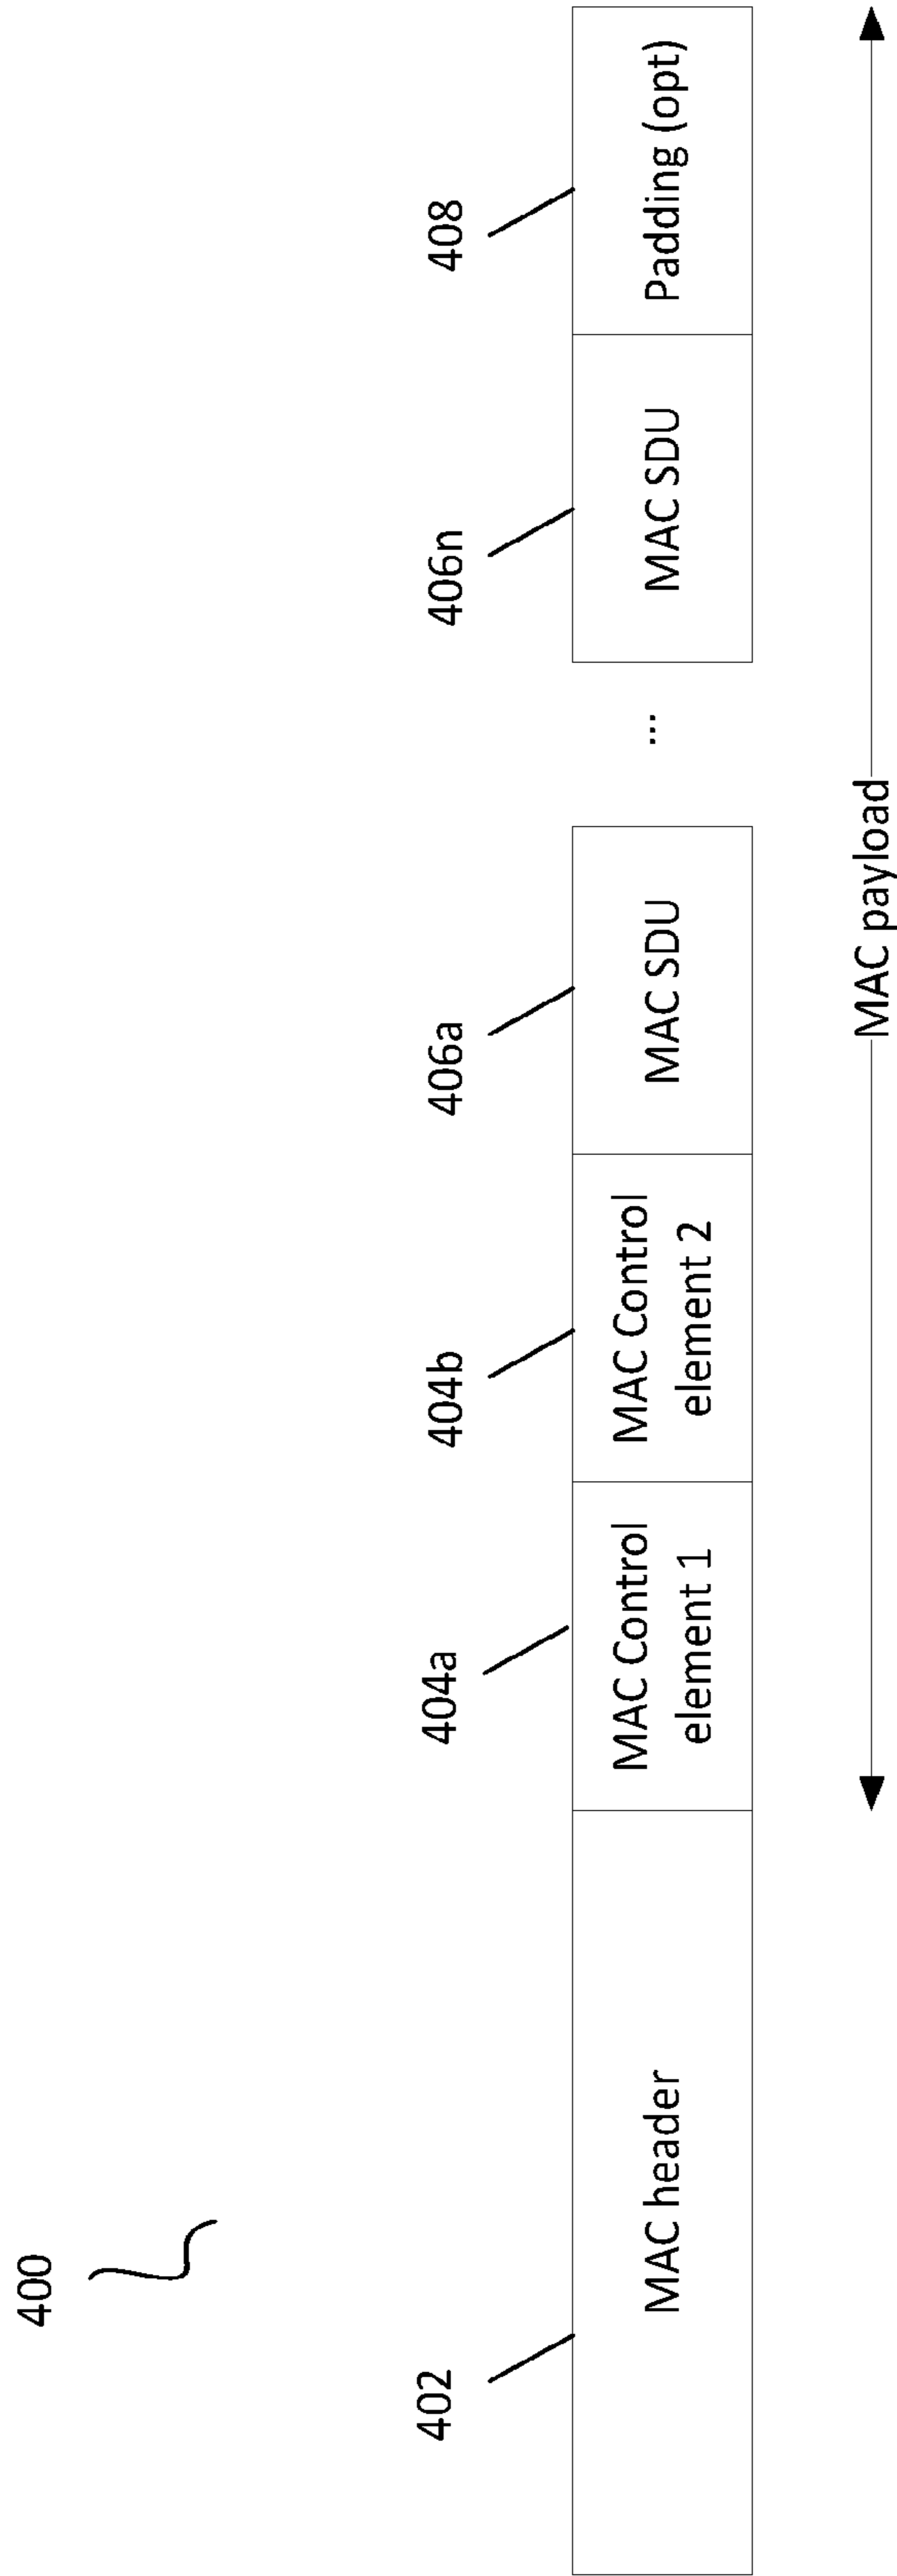 400
402
404a
404b
406a
406n
408
MAC header
MAC Control
element 1
MAC Control
element 2
MAC SDU
...
MAC SDU
Padding (opt)
MAC payload